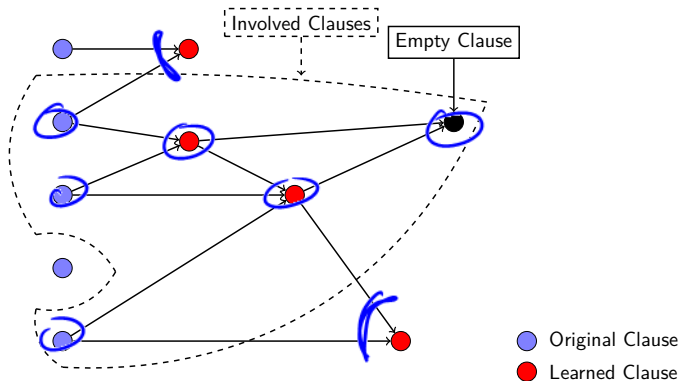 Involved Clauses
Empty Clause
Original Clause
Learned Clause